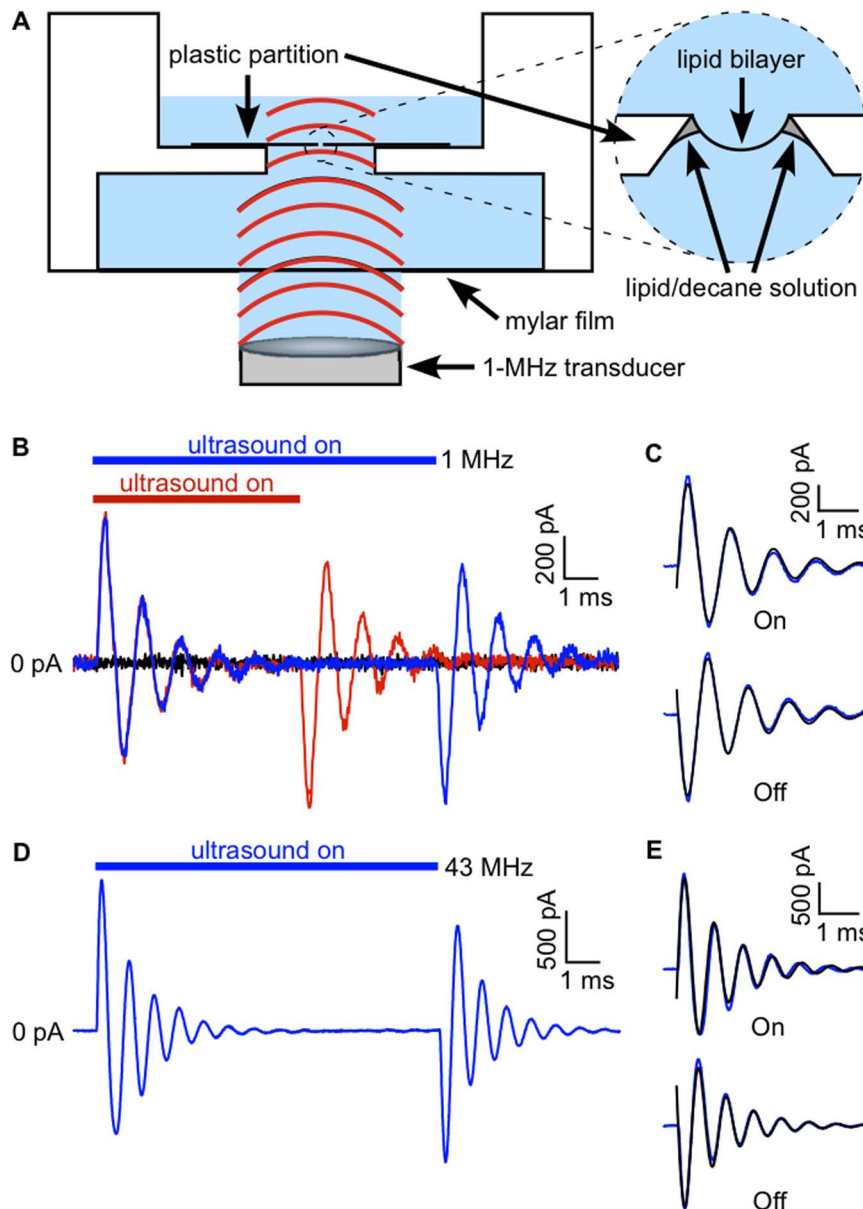 A
plastic partition
lipid bilayer
lipid/decane solution
mylar film
1-MHz transducer
B
ultrasound on
1 MHz
ultrasound on
200 pA
1 ms
0 pA
C
200 pA
1 ms
On
Off
D
ultrasound on
43 MHz
500 pA
1 ms
0 pA
E
500 pA
1 ms
On
Off